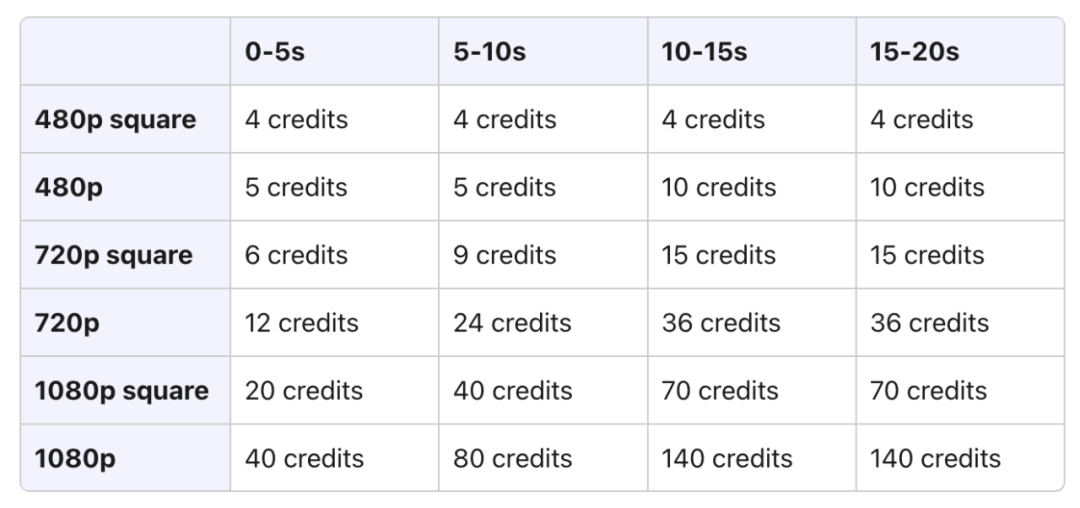 0-5s 5-10s 10-15s 15-20s
480p square 4 credits 4 credits 4 credits 4 credits
480p 5 credits 5 credits 10 credits 10 credits
720p square 6 credits 9 credits 15 credits 15 credits
720p 12 credits 24 credits 36 credits 36 credits
1080p square 20 credits 40 credits 70 credits 70 credits
1080p 40 credits 80 credits 140 credits 140 credits